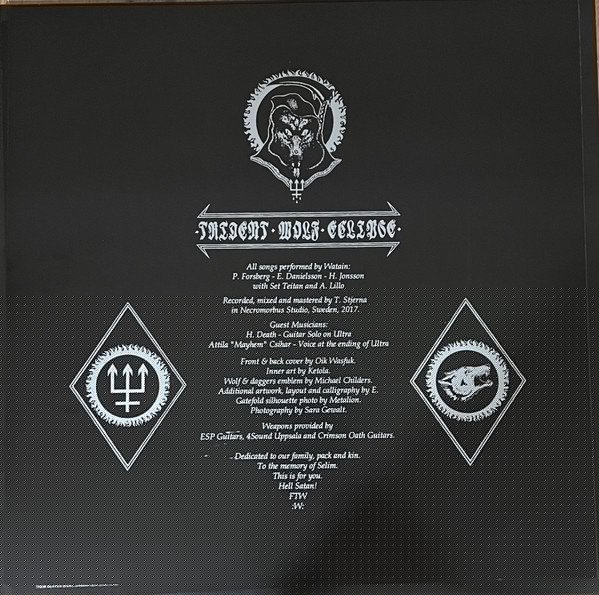 ·TRIDENT·WOLF·ECLIPSE·
All songs performed by Watain:
P. Forsberg - E. Danielsson - H. Jonsson
with Set Teitan and A. Lillo
Recorded, mixed and mastered by T. Stjerna
in Necromorbus Studio, Sweden, 2017.
Guest Musicians:
H. Death - Guitar Solo on Ultra
Attila "Mayhem" Csihar - Voice at the ending of Ultra
Front & back cover by Oik Wasfuk.
Inner art by Ketola.
Wolf & daggers emblem by Michael Childers.
Additional artwork, layout and calligraphy by E.
Gatefold silhouette photo by Metalion.
Photography by Sara Gewalt.
Weapons provided by
ESP Guitars, 4Sound Uppsala and Crimson Oath Guitars.
Dedicated to our family, pack and kin.
To the memory of Selim.
This is for you.
Hell Satan!
FTW
:W: